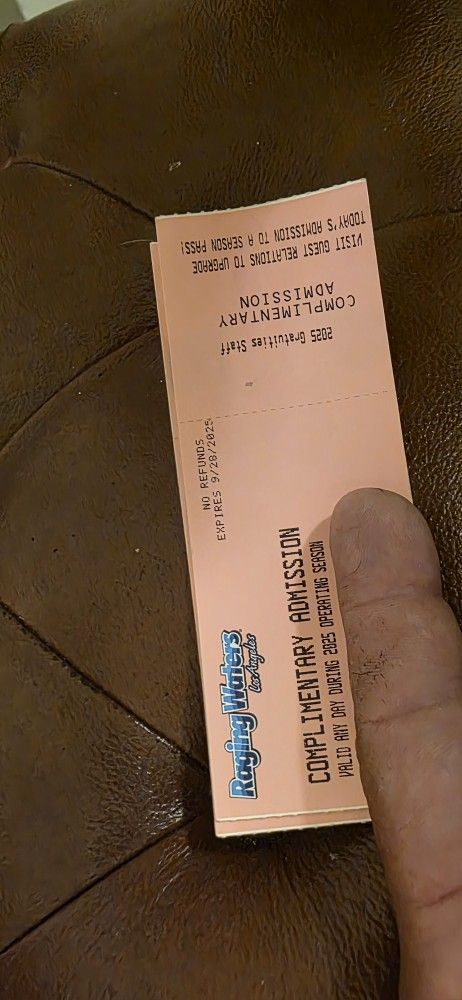 Raging Waters
Los Angeles
COMPLIMENTARY ADMISSION
VALID ANY DAY DURING 2025 OPERATING SEASON
NO REFUNDS
EXPIRES 9/28/2025
2025 Gratuities Staff
COMPLIMENTARY
ADMISSION
VISIT GUEST RELATIONS TO UPGRADE
TODAY'S ADMISSION TO A SEASON PASS!